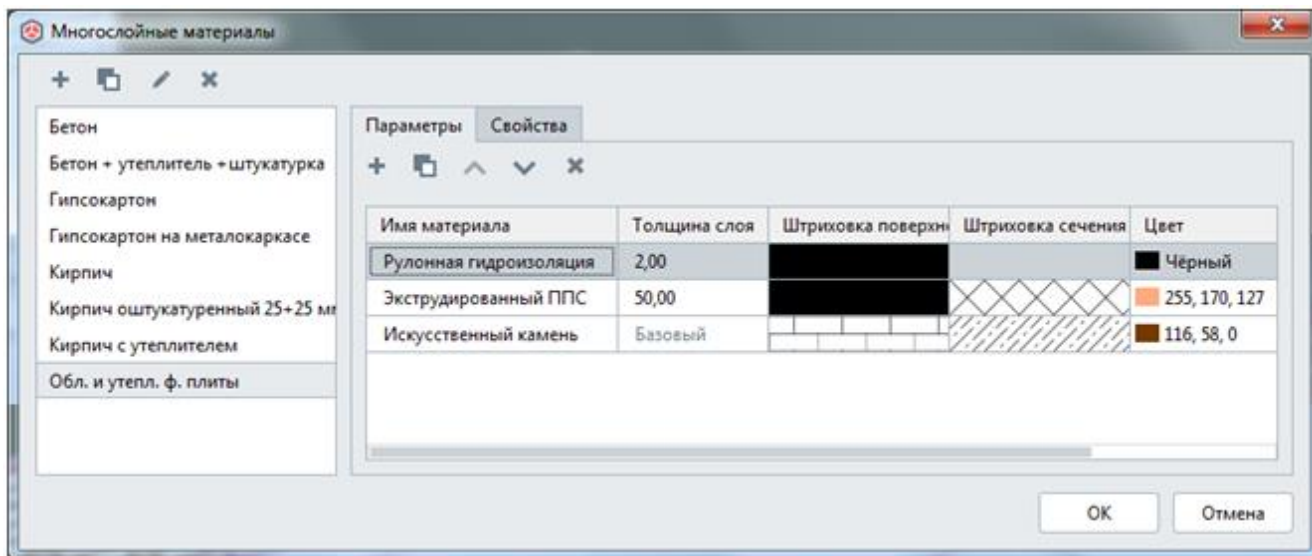 Многослойные материалы
Бетон
Бетон + утеплитель +штукатурка
Гипсокартон
Гипсокартон на металокаркасе
Кирпич
Кирпич оштукатуренный 25+25 мм
Кирпич с утеплителем
Обл. и утепл. ф. плиты
Параметры Свойства
Имя материала Толщина слоя Штриховка поверхн Штриховка сечения Цвет
Рулонная гидроизоляция 2,00 Чёрный
Экструдированный ППС 50,00 255, 170, 127
Искусственный камень Базовый 116, 58, 0
ОК Отмена